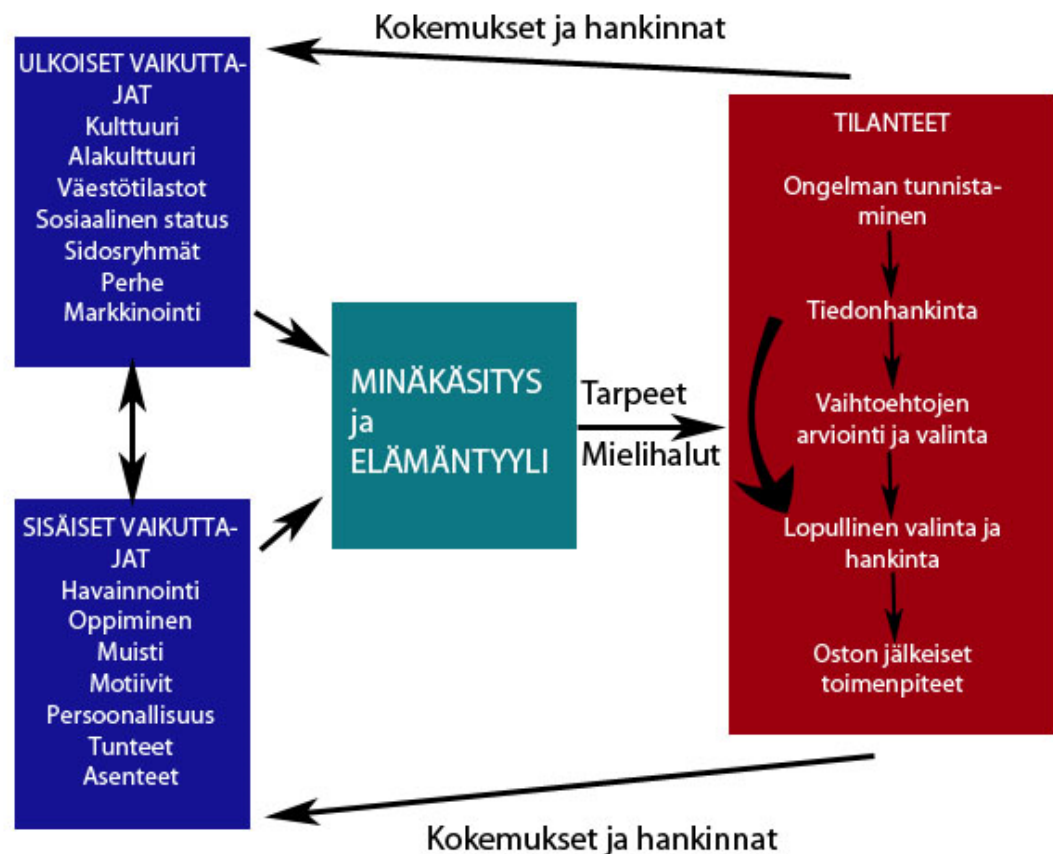 Kokemukset ja hankinnat
ULKOISET VAIKUTTA-
JAT
Kulttuuri
Alakulttuuri
Väestötilastot
Sosiaalinen status
Sidosryhmät
Perhe
Markkinointi
SISÄISET VAIKUTTA-
JAT
Havainnointi
Oppiminen
Muisti
Motiivit
Persoonallisuus
Tunteet
Asenteet
MINÄKÄSITYS
ja
ELÄMÄNTYYLI
Tarpeet
Mielihalut
TILANTEET
Ongelman tunnista-
minen
Tiedonhankinta
Vaihtoehtojen
arviointi ja valinta
Lopullinen valinta ja
hankinta
Oston jälkeiset
toimenpiteet
Kokemukset ja hankinnat